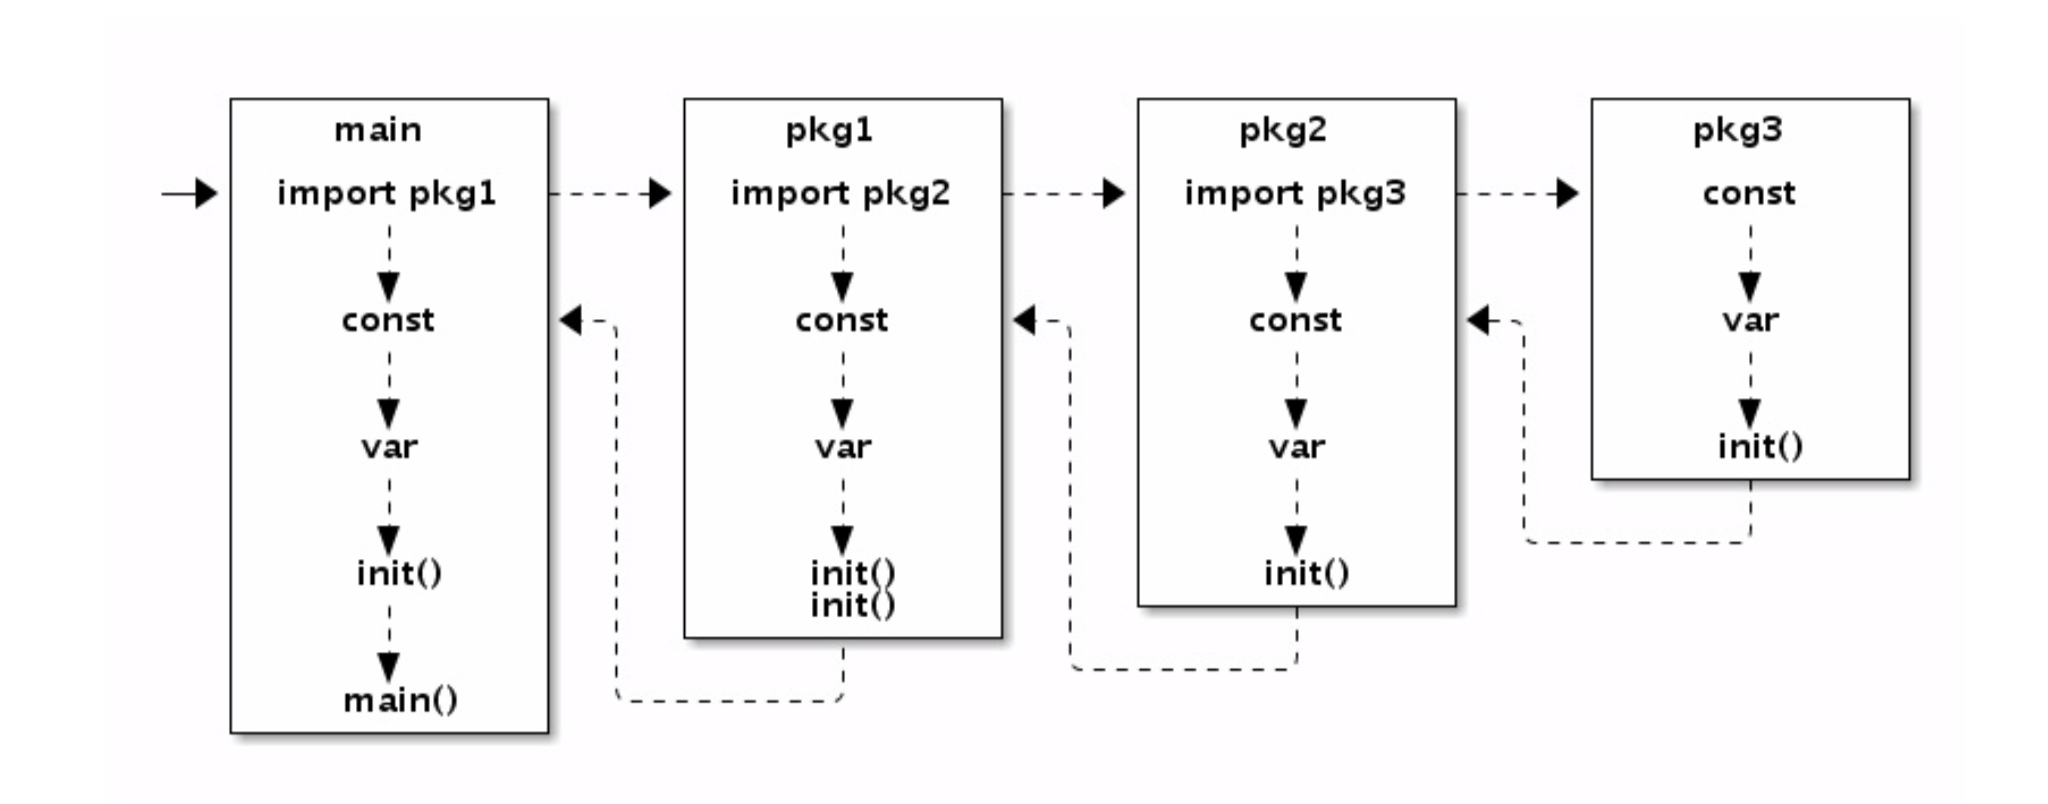 main
import pkg1
const
var
init()
main()
pkg1
import pkg2
const
var
init()
init()
pkg2
import pkg3
const
var
init()
pkg3
const
var
init()